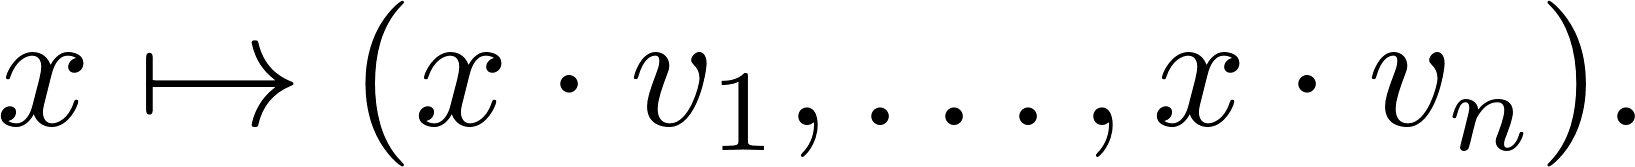 x ↦ (x · v₁, . . . , x · vₙ).